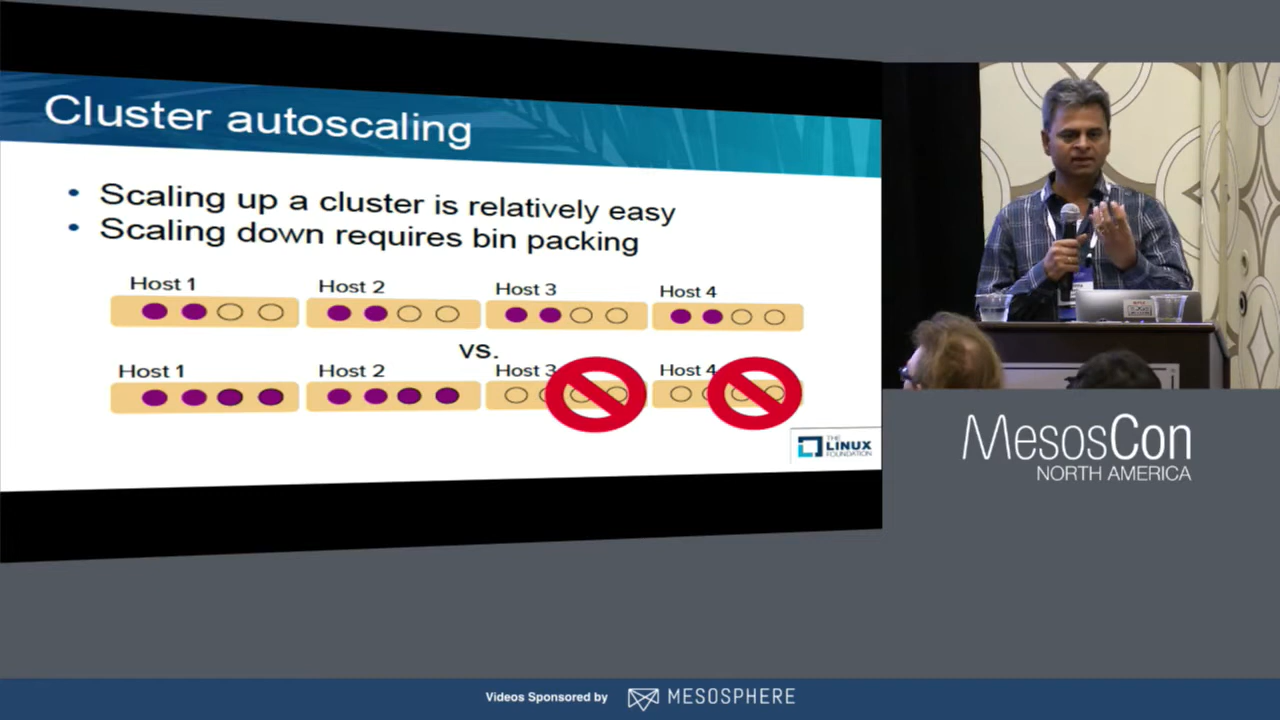 Cluster autoscaling
• Scaling up a cluster is relatively easy
• Scaling down requires bin packing
Host 1 Host 2 Host 3 Host 4
vs.
Host 1 Host 2 Host 3 Host 4
THE
LINUX
FOUNDATION
MesosCon
NORTH AMERICA
Videos Sponsored by MESOSPHERE